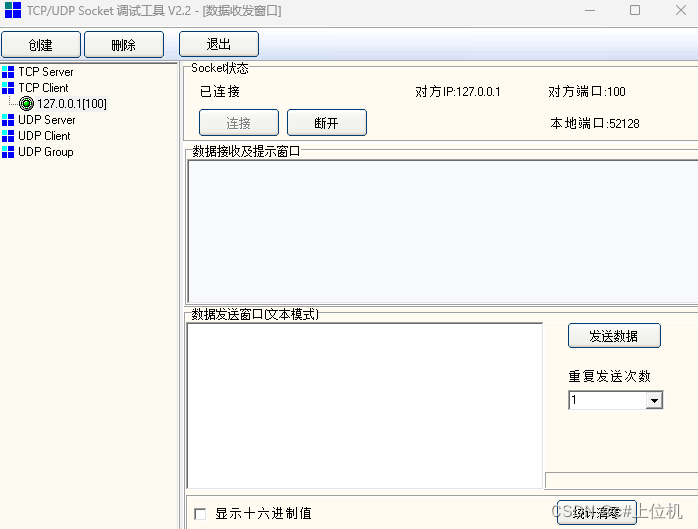 TCP/UDP Socket 调试工具 V2.2 - [数据收发窗口]
创建 删除 退出
TCP Server
TCP Client
127.0.0.1[100]
UDP Server
UDP Client
UDP Group
Socket状态
已连接 对方IP:127.0.0.1 对方端口:100
连接 断开 本地端口:52128
数据接收及提示窗口
数据发送窗口(文本模式)
发送数据
重复发送次数
1
显示十六进制值 统计清零
CSDN @c#上位机